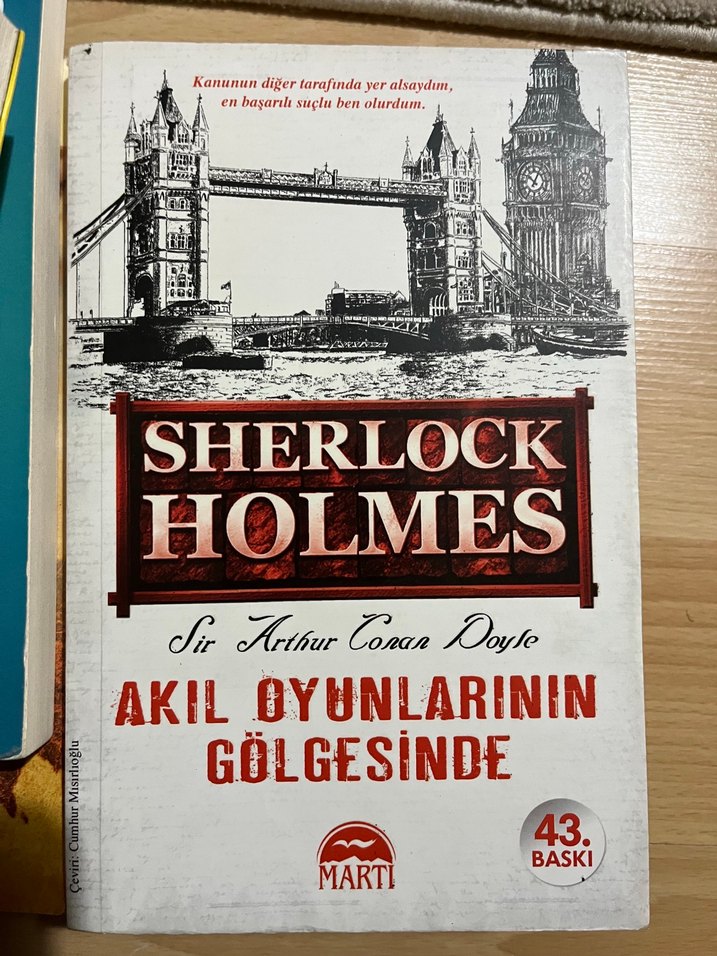 Kanunun diğer tarafında yer alsaydım,
en başarılı suçlu ben olurdum.
SHERLOCK
HOLMES
Sir Arthur Conan Doyle
AKIL OYUNLARININ
GÖLGESİNDE
Çeviri: Cumhur Mısırlıoğlu
43.
BASKI
MARTI